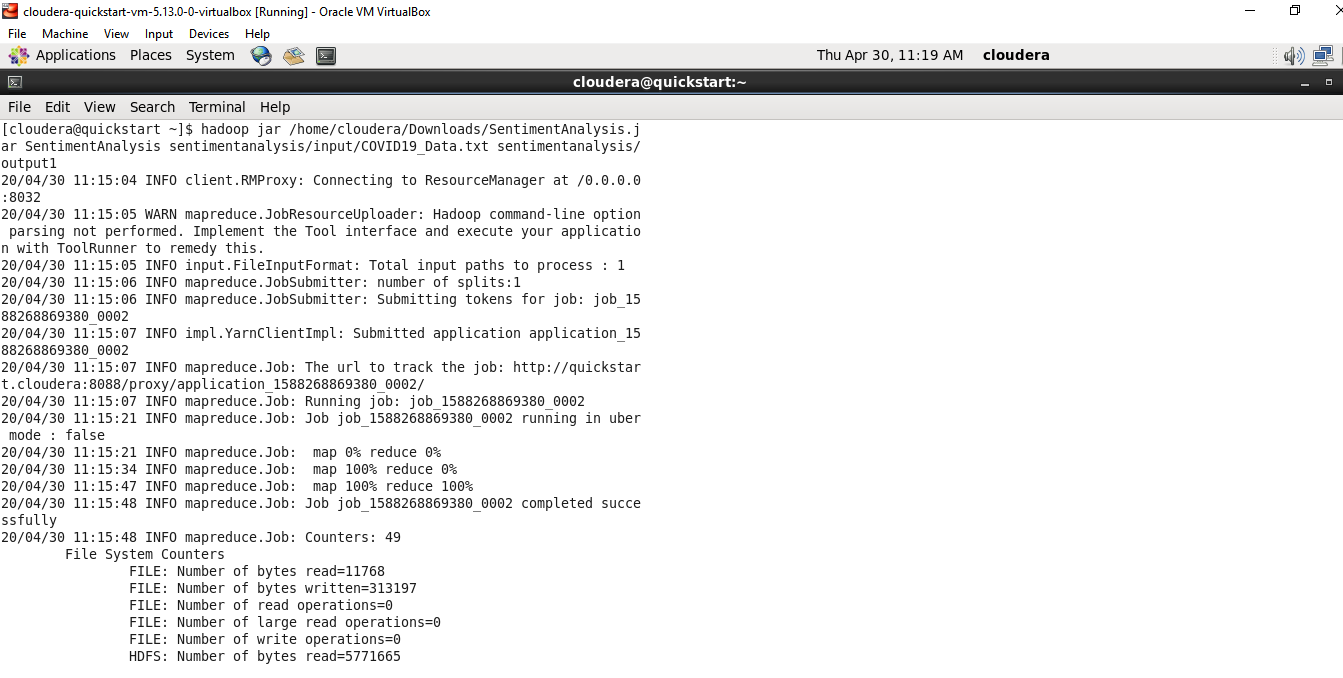 cloudera-quickstart-vm-5.13.0-0-virtualbox [Running] - Oracle VM VirtualBox
File Machine View Input Devices Help
Applications Places System Thu Apr 30, 11:19 AM cloudera
cloudera@quickstart:~
File Edit View Search Terminal Help
[cloudera@quickstart ~]$ hadoop jar /home/cloudera/Downloads/SentimentAnalysis.j
ar SentimentAnalysis sentimentanalysis/input/COVID19_Data.txt sentimentanalysis/
output1
20/04/30 11:15:04 INFO client.RMProxy: Connecting to ResourceManager at /0.0.0.0
:8032
20/04/30 11:15:05 WARN mapreduce.JobResourceUploader: Hadoop command-line option
 parsing not performed. Implement the Tool interface and execute your applicatio
n with ToolRunner to remedy this.
20/04/30 11:15:05 INFO input.FileInputFormat: Total input paths to process : 1
20/04/30 11:15:06 INFO mapreduce.JobSubmitter: number of splits:1
20/04/30 11:15:06 INFO mapreduce.JobSubmitter: Submitting tokens for job: job_15
88268869380_0002
20/04/30 11:15:07 INFO impl.YarnClientImpl: Submitted application application_15
88268869380_0002
20/04/30 11:15:07 INFO mapreduce.Job: The url to track the job: http://quickstar
t.cloudera:8088/proxy/application_1588268869380_0002/
20/04/30 11:15:07 INFO mapreduce.Job: Running job: job_1588268869380_0002
20/04/30 11:15:21 INFO mapreduce.Job: Job job_1588268869380_0002 running in uber
 mode : false
20/04/30 11:15:21 INFO mapreduce.Job:  map 0% reduce 0%
20/04/30 11:15:34 INFO mapreduce.Job:  map 100% reduce 0%
20/04/30 11:15:47 INFO mapreduce.Job:  map 100% reduce 100%
20/04/30 11:15:48 INFO mapreduce.Job: Job job_1588268869380_0002 completed succe
ssfully
20/04/30 11:15:48 INFO mapreduce.Job: Counters: 49
File System Counters
FILE: Number of bytes read=11768
FILE: Number of bytes written=313197
FILE: Number of read operations=0
FILE: Number of large read operations=0
FILE: Number of write operations=0
HDFS: Number of bytes read=5771665